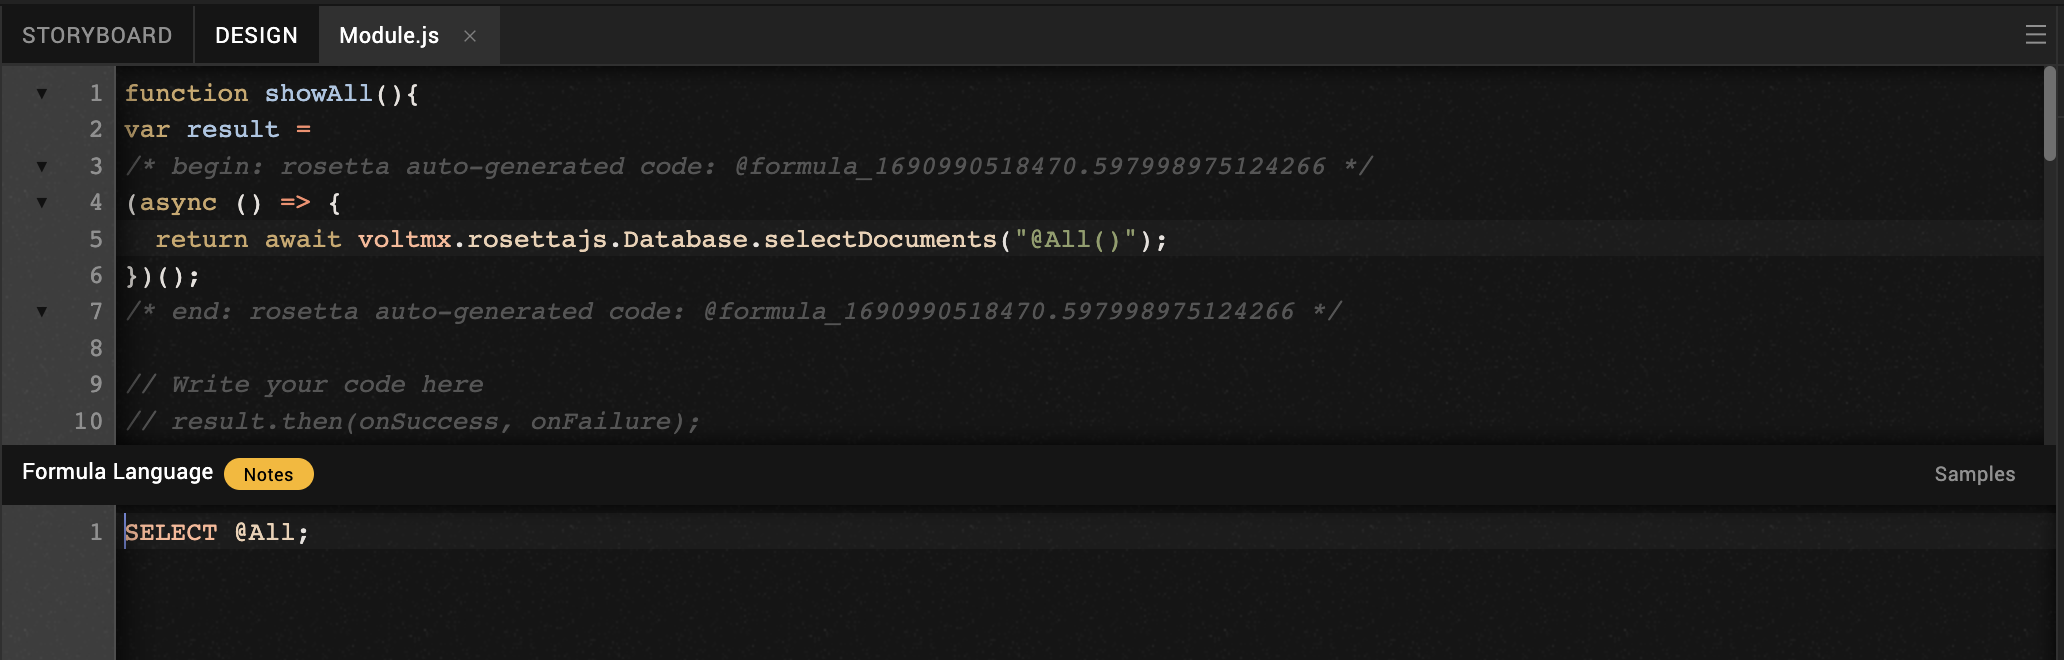 STORYBOARD DESIGN Module.js ×
1 function showAll(){
2 var result =
3 /* begin: rosetta auto-generated code: @formula_1690990518470.597998975124266 */
4 (async () => {
5 return await voltmx.rosettajs.Database.selectDocuments("@All()");
6 })();
7 /* end: rosetta auto-generated code: @formula_1690990518470.597998975124266 */
8
9 // Write your code here
10 // result.then(onSuccess, onFailure);
Formula Language Notes Samples
1 SELECT @All;